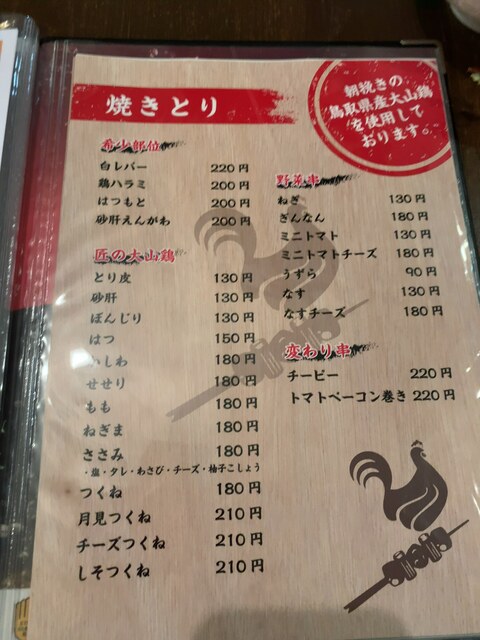 焼きとり
朝挽きの
鳥取県産大山鶏
を使用して
おります。
希少部位
白レバー 220円
鶏ハラミ 200円
はつもと 200円
砂肝えんがわ 200円
匠の大山鶏
とり皮 130円
砂肝 130円
ぼんじり 130円
はつ 150円
かしわ 180円
せせり 180円
もも 180円
ねぎま 180円
ささみ 180円
・塩・タレ・わさび・チーズ・柚子こしょう
つくね 180円
月見つくね 210円
チーズつくね 210円
しそつくね 210円
野菜串
ねぎ 130円
ぎんなん 180円
ミニトマト 130円
ミニトマトチーズ 180円
うずら 90円
なす 130円
なすチーズ 180円
変わり串
チービー 220円
トマトベーコン巻き 220円